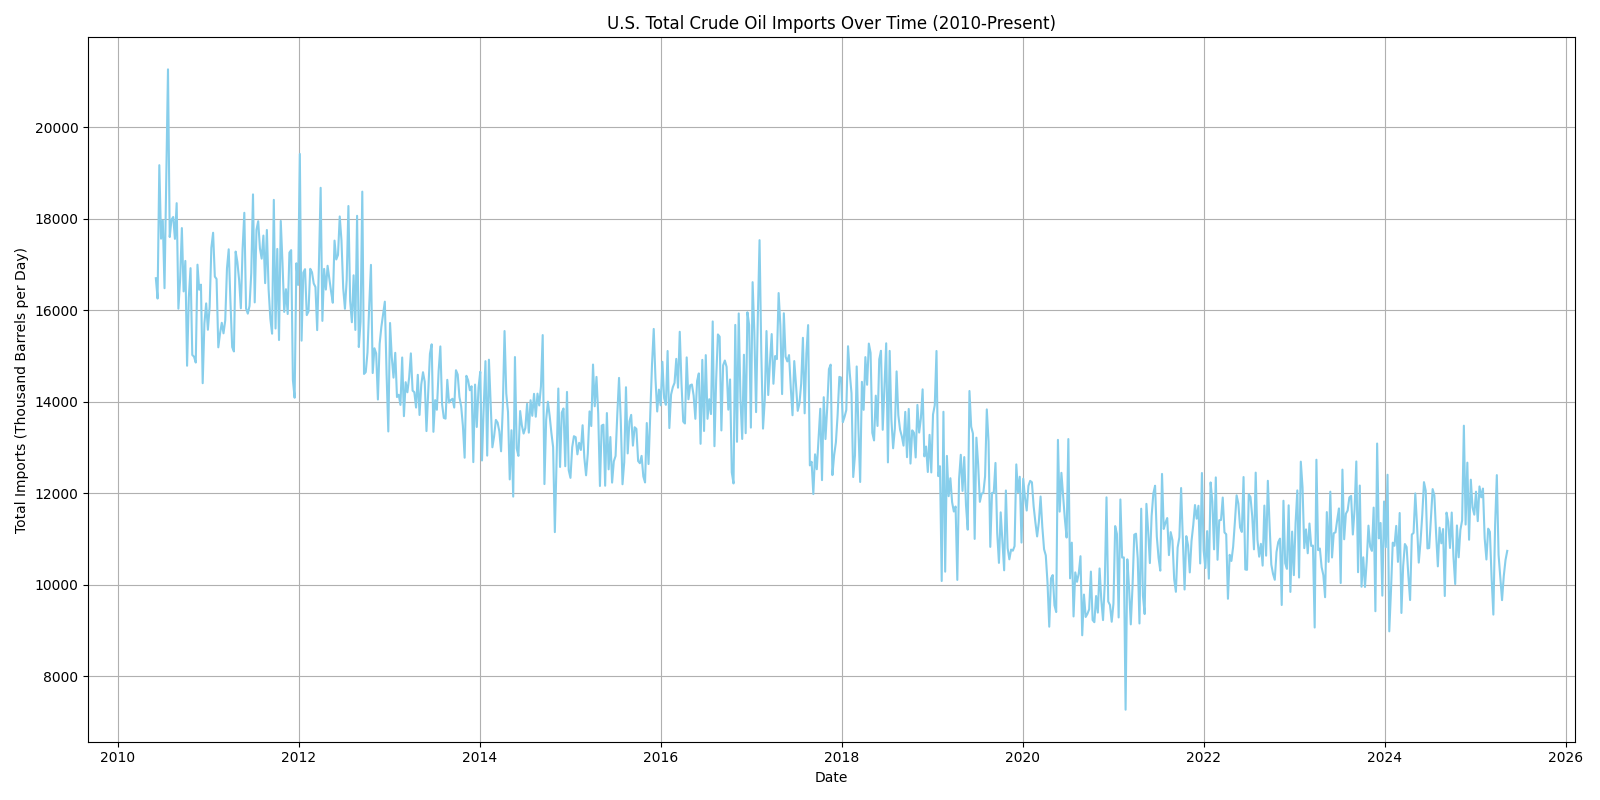 U.S. Total Crude Oil Imports Over Time (2010-Present)
Total Imports (Thousand Barrels per Day)
20000
18000
16000
14000
12000
10000
8000
2010 2012 2014 2016 2018 2020 2022 2024 2026
Date